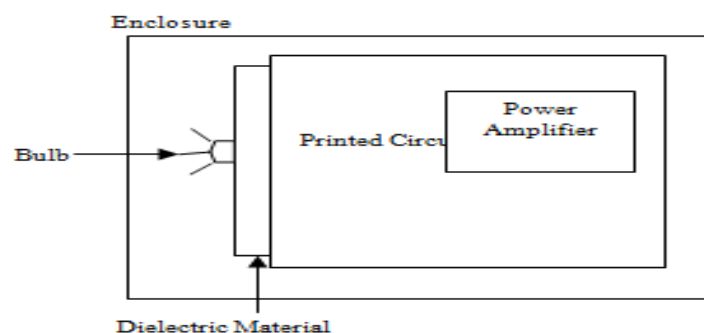 Enclosure
Power
Amplifier
Printed Circu
Bulb
Dielectric Material